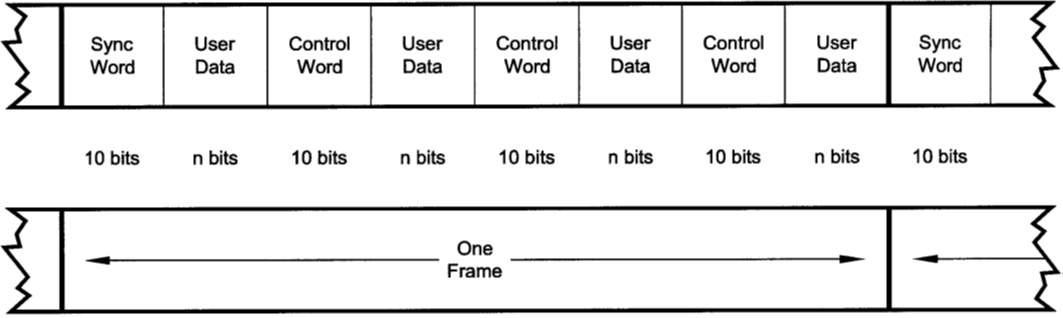 Sync User Control User Control User Control User Sync
Word Data Word Data Word Data Word Data Word
10 bits n bits 10 bits n bits 10 bits n bits 10 bits n bits 10 bits
One
Frame